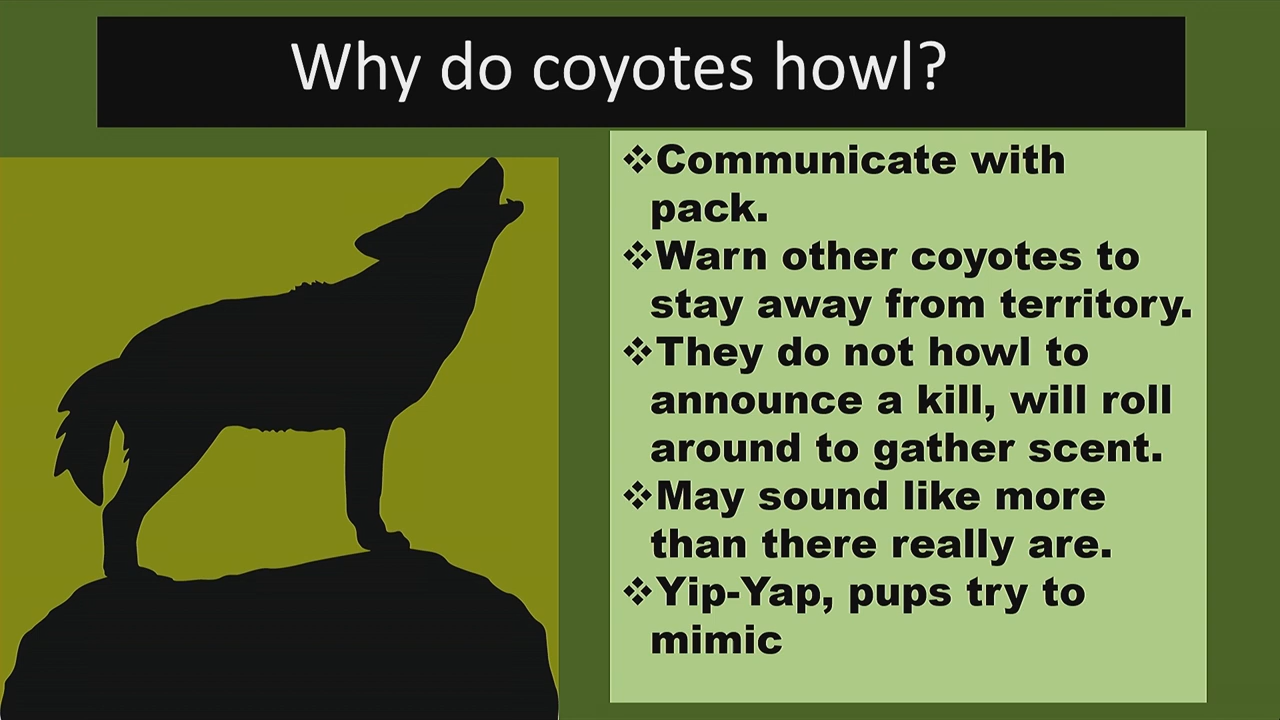 Why do coyotes howl?
❖Communicate with
pack.
❖Warn other coyotes to
stay away from territory.
❖They do not howl to
announce a kill, will roll
around to gather scent.
❖May sound like more
than there really are.
❖Yip-Yap, pups try to
mimic